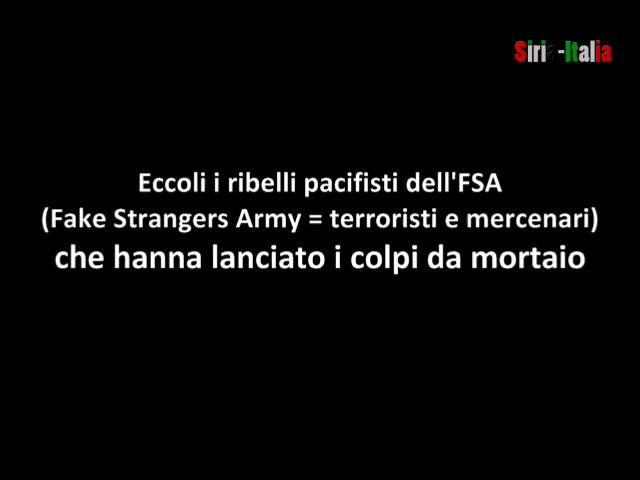 Siria-Italia
Eccoli i ribelli pacifisti dell'FSA
(Fake Strangers Army = terroristi e mercenari)
che hanna lanciato i colpi da mortaio